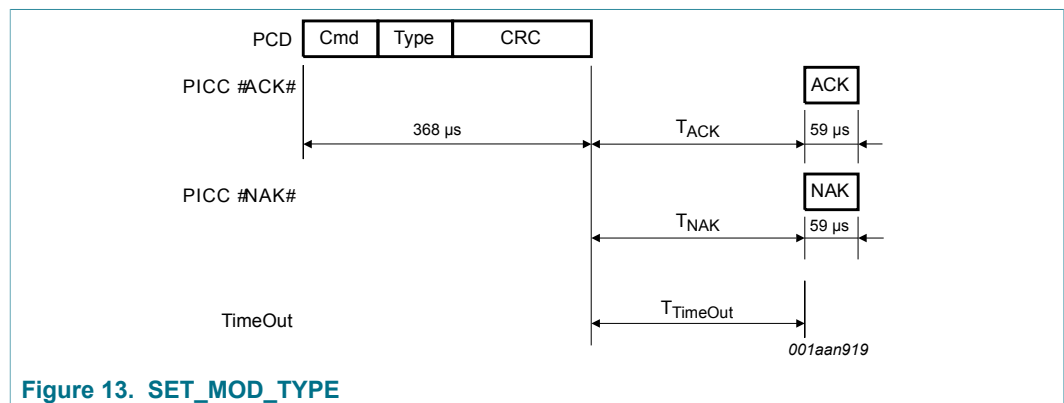 PCD Cmd Type CRC
PICC #ACK# ACK
368 µs TACK 59 µs
PICC #NAK# NAK
TNAK 59 µs
TimeOut TTimeOut
001aan919
Figure 13. SET_MOD_TYPE